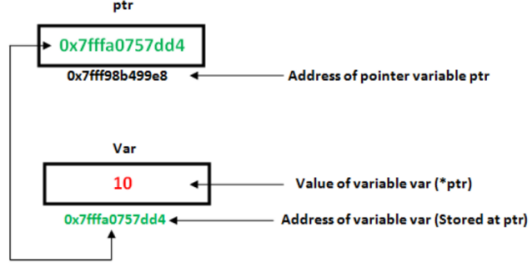 ptr
0x7fffa0757dd4
0x7fff98b499e8 Address of pointer variable ptr
Var
10 Value of variable var (*ptr)
0x7fffa0757dd4 Address of variable var (Stored at ptr)